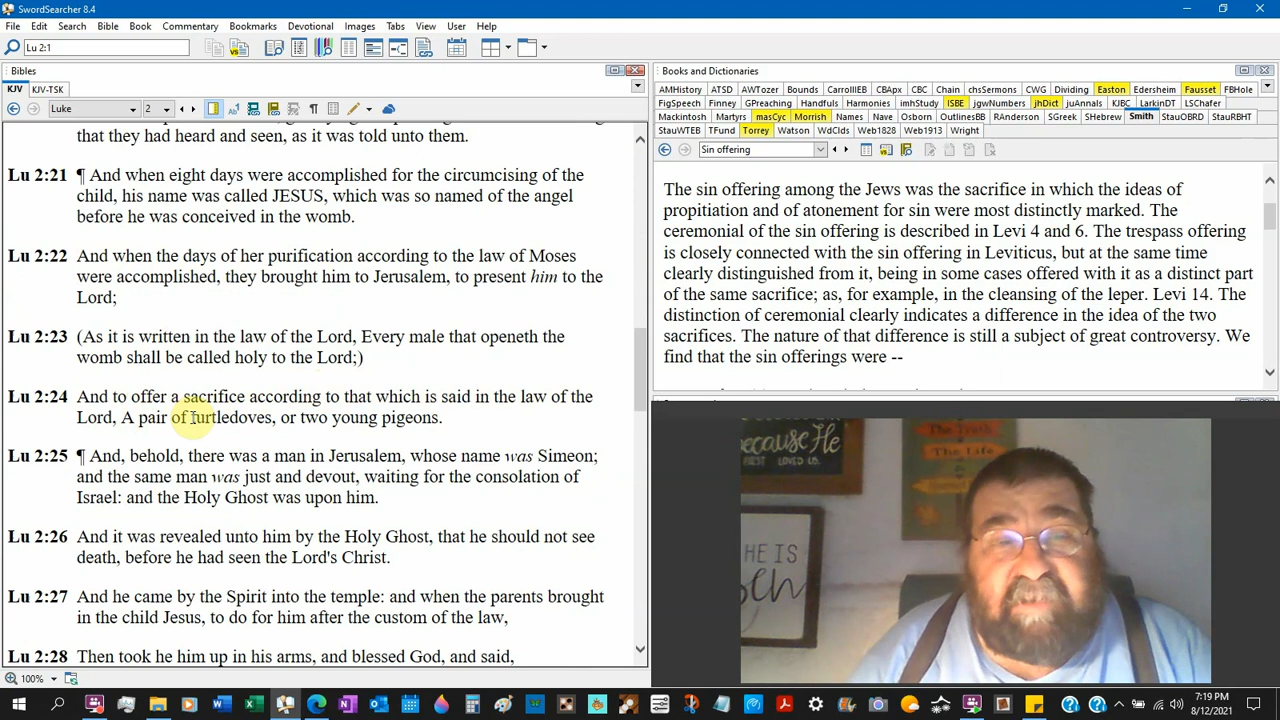 SwordSearcher 8.4
File Edit Search Bible Book Commentary Bookmarks Devotional Images Tabs View User Help
Lu 2:1
Bibles
KJV KJV-TSK
Luke 2
that they had heard and seen, as it was told unto them.
Lu 2:21 ¶ And when eight days were accomplished for the circumcising of the
child, his name was called JESUS, which was so named of the angel
before he was conceived in the womb.
Lu 2:22 And when the days of her purification according to the law of Moses
were accomplished, they brought him to Jerusalem, to present him to the
Lord;
Lu 2:23 (As it is written in the law of the Lord, Every male that openeth the
womb shall be called holy to the Lord;)
Lu 2:24 And to offer a sacrifice according to that which is said in the law of the
Lord, A pair of turtledoves, or two young pigeons.
Lu 2:25 ¶ And, behold, there was a man in Jerusalem, whose name was Simeon;
and the same man was just and devout, waiting for the consolation of
Israel: and the Holy Ghost was upon him.
Lu 2:26 And it was revealed unto him by the Holy Ghost, that he should not see
death, before he had seen the Lord's Christ.
Lu 2:27 And he came by the Spirit into the temple: and when the parents brought
in the child Jesus, to do for him after the custom of the law,
Lu 2:28 Then took he him up in his arms, and blessed God, and said,
100%
Books and Dictionaries
AMHistory ATSD AWTozer Bounds CarrollEB CBApx CBC Chain chsSermons CWG Dividing Easton Edersheim Fausset FBHole
FigSpeech Finney GPreaching Handfuls Harmonies imhStudy ISBE jgwNumbers jhDict juAnnals KJBC LarkinDT LSChafer
Mackintosh Martyrs masCyc Morrish Names Nave Osborn OutlinesBB RAnderson SGreek SHebrew Smith StauOBRD StauRBHT
StauWTEB TFund Torrey Watson WdClds Web1828 Web1913 Wright
Sin offering
The sin offering among the Jews was the sacrifice in which the ideas of
propitiation and of atonement for sin were most distinctly marked. The
ceremonial of the sin offering is described in Levi 4 and 6. The trespass offering
is closely connected with the sin offering in Leviticus, but at the same time
clearly distinguished from it, being in some cases offered with it as a distinct part
of the same sacrifice; as, for example, in the cleansing of the leper. Levi 14. The
distinction of ceremonial clearly indicates a difference in the idea of the two
sacrifices. The nature of that difference is still a subject of great controversy. We
find that the sin offerings were --
because He
FIRST LOVED US.
The Truth
The Life
HE IS
7:19 PM
8/12/2021